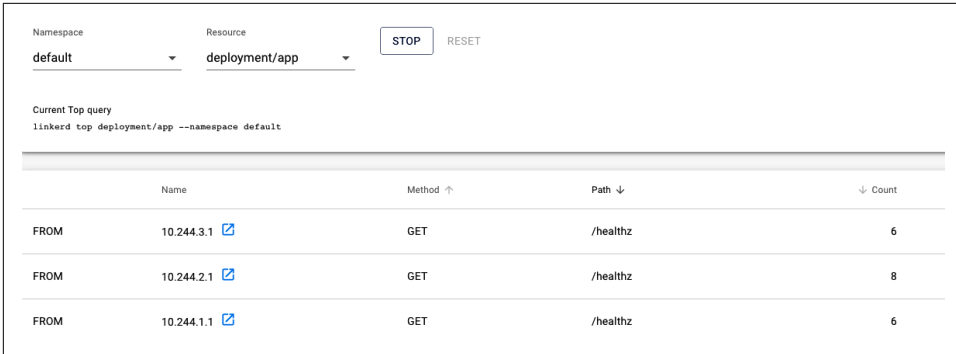 Namespace Resource
default deployment/app STOP RESET
Current Top query
linkerd top deployment/app --namespace default
Name Method ↑ Path ↓ ↓ Count
FROM 10.244.3.1 GET /healthz 6
FROM 10.244.2.1 GET /healthz 8
FROM 10.244.1.1 GET /healthz 6